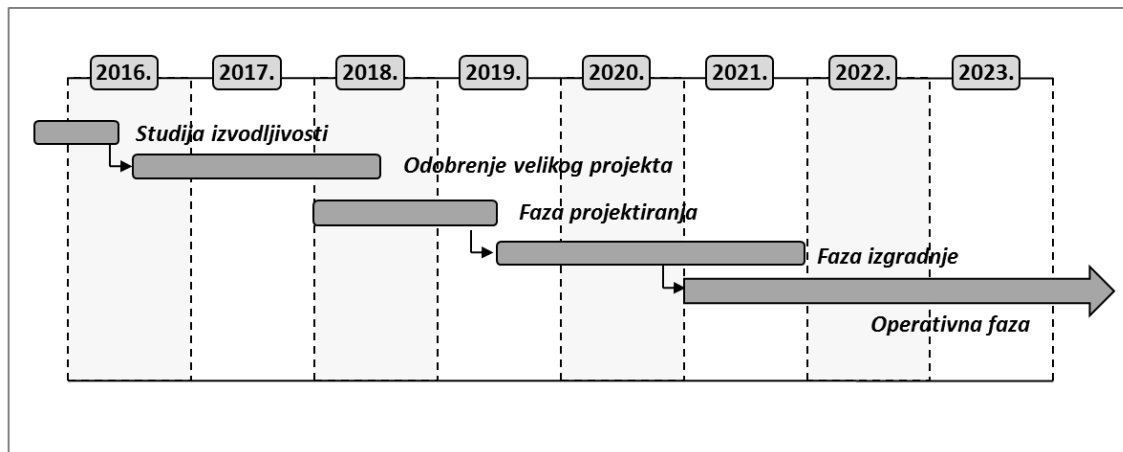 2016. 2017. 2018. 2019. 2020. 2021. 2022. 2023.
Studija izvodljivosti
Odobrenje velikog projekta
Faza projektiranja
Faza izgradnje
Operativna faza